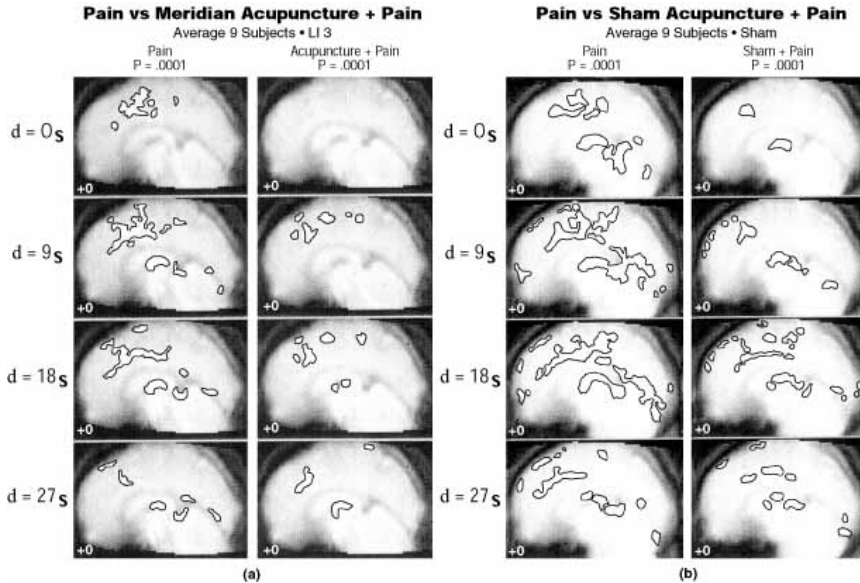 Pain vs Meridian Acupuncture + Pain
Average 9 Subjects • LI 3
Pain
P = .0001
Acupuncture + Pain
P = .0001
d = 0s
+0
+0
d = 9s
+0
+0
d = 18s
+0
+0
d = 27s
+0
+0
(a)
Pain vs Sham Acupuncture + Pain
Average 9 Subjects • Sham
Pain
P = .0001
Sham + Pain
P = .0001
d = 0s
+0
+0
d = 9s
+0
+0
d = 18s
+0
+0
d = 27s
+0
+0
(b)